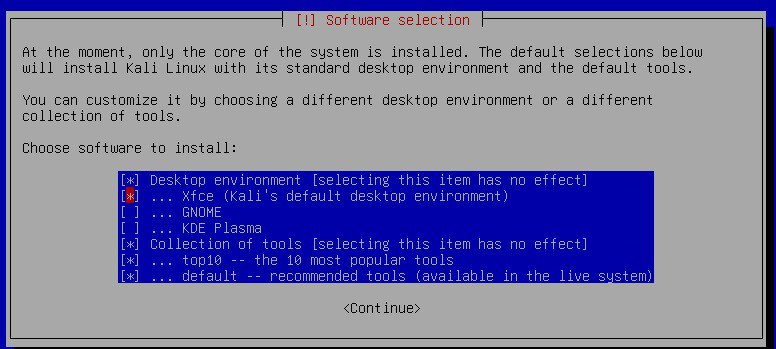 [!] Software selection
At the moment, only the core of the system is installed. The default selections below
will install Kali Linux with its standard desktop environment and the default tools.
You can customize it by choosing a different desktop environment or a different
collection of tools.
Choose software to install:
[*] Desktop environment [selecting this item has no effect]
[*] ... Xfce (Kali's default desktop environment)
[ ] ... GNOME
[ ] ... KDE Plasma
[*] Collection of tools [selecting this item has no effect]
[*] ... top10 -- the 10 most popular tools
[*] ... default -- recommended tools (available in the live system)
<Continue>